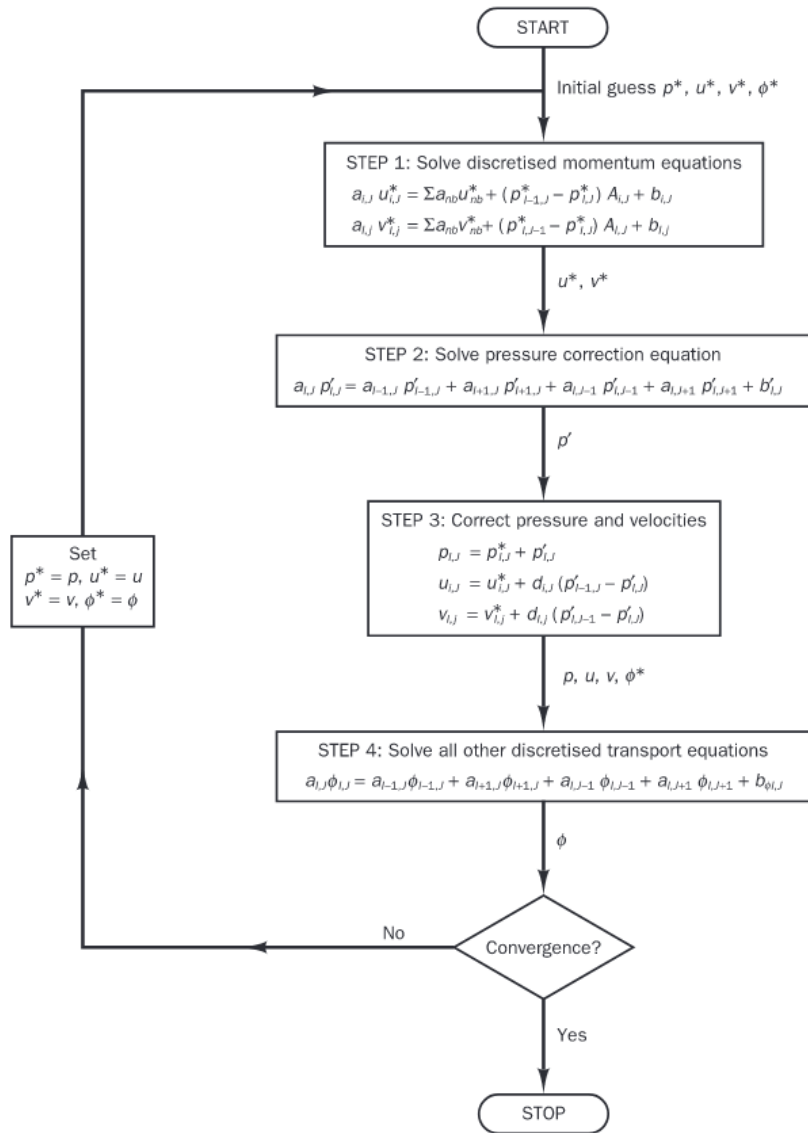 START
Initial guess p*, u*, v*, ϕ*
STEP 1: Solve discretised momentum equations
a_{i,J} u*_{i,J} = Σa_{nb}u*_{nb} + (p*_{I–1,J} – p*_{I,J}) A_{i,J} + b_{i,J}
a_{I,j} v*_{I,j} = Σa_{nb}v*_{nb} + (p*_{I,J–1} – p*_{I,J}) A_{I,J} + b_{I,j}
u*, v*
STEP 2: Solve pressure correction equation
a_{I,J} p′_{I,J} = a_{I–1,J} p′_{I–1,J} + a_{I+1,J} p′_{I+1,J} + a_{I,J–1} p′_{I,J–1} + a_{I,J+1} p′_{I,J+1} + b′_{I,J}
p′
STEP 3: Correct pressure and velocities
p_{I,J} = p*_{I,J} + p′_{I,J}
u_{i,J} = u*_{i,J} + d_{i,J} (p′_{I–1,J} – p′_{I,J})
v_{I,j} = v*_{I,j} + d_{I,j} (p′_{I,J–1} – p′_{I,J})
Set
p* = p, u* = u
v* = v, ϕ* = ϕ
p, u, v, ϕ*
STEP 4: Solve all other discretised transport equations
a_{I,J}ϕ_{I,J} = a_{I–1,J}ϕ_{I–1,J} + a_{I+1,J}ϕ_{I+1,J} + a_{I,J–1} ϕ_{I,J–1} + a_{I,J+1} ϕ_{I,J+1} + b_{ϕI,J}
ϕ
No
Convergence?
Yes
STOP